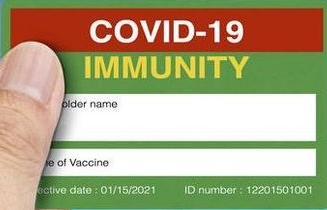 COVID-19
IMMUNITY
older name
e of Vaccine
ective date : 01/15/2021 ID number : 12201501001